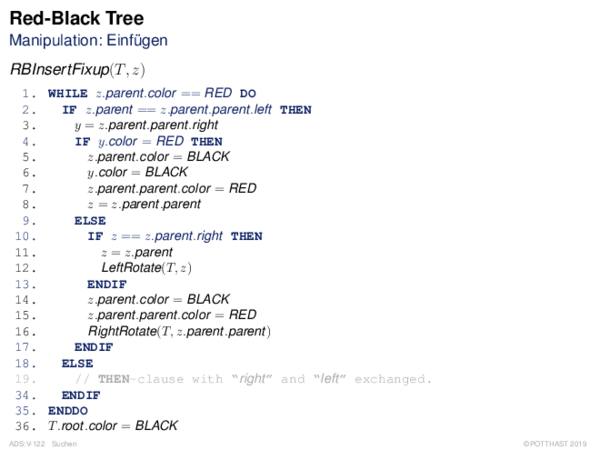 Red-Black Tree
Manipulation: Einfügen
RBInsertFixup(T, z)
1. WHILE z.parent.color == RED DO
2. IF z.parent == z.parent.parent.left THEN
3. y = z.parent.parent.right
4. IF y.color = RED THEN
5. z.parent.color = BLACK
6. y.color = BLACK
7. z.parent.parent.color = RED
8. z = z.parent.parent
9. ELSE
10. IF z == z.parent.right THEN
11. z = z.parent
12. LeftRotate(T, z)
13. ENDIF
14. z.parent.color = BLACK
15. z.parent.parent.color = RED
16. RightRotate(T, z.parent.parent)
17. ENDIF
18. ELSE
19. // THEN-clause with "right" and "left" exchanged.
34. ENDIF
35. ENDDO
36. T.root.color = BLACK
ADS:V-122 Suchen ©POTTHAST 2019